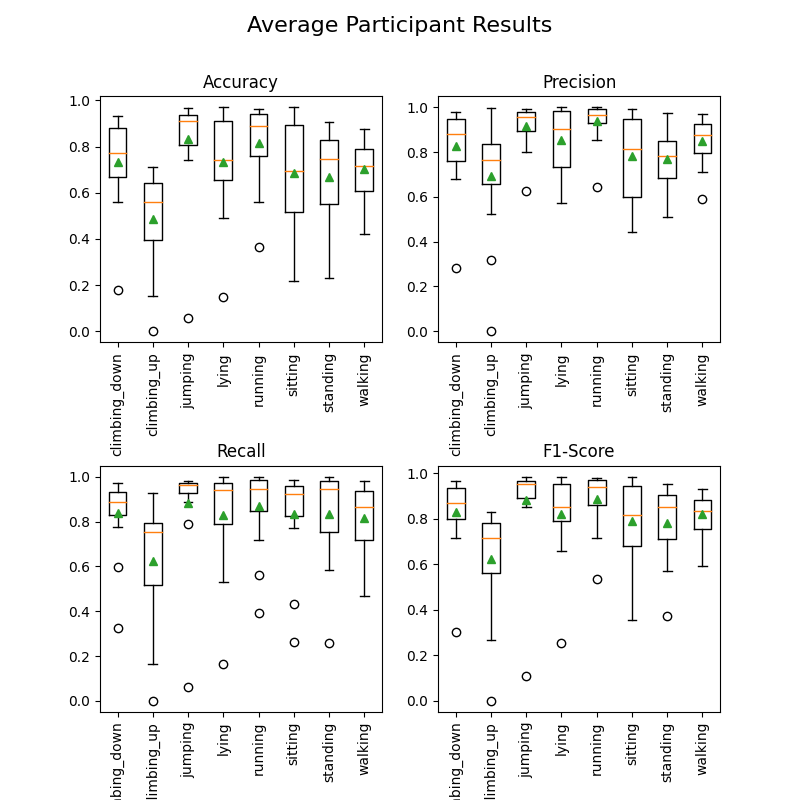 Average Participant Results
Accuracy
Precision
1.0
0.8
0.6
0.4
0.2
0.0
1.0
0.8
0.6
0.4
0.2
0.0
climbing_down
climbing_up
jumping
lying
running
sitting
standing
walking
climbing_down
climbing_up
jumping
lying
running
sitting
standing
walking
Recall
F1-Score
1.0
0.8
0.6
0.4
0.2
0.0
1.0
0.8
0.6
0.4
0.2
0.0
bing_down
limbing_up
jumping
lying
running
sitting
standing
walking
bing_down
limbing_up
jumping
lying
running
sitting
standing
walking